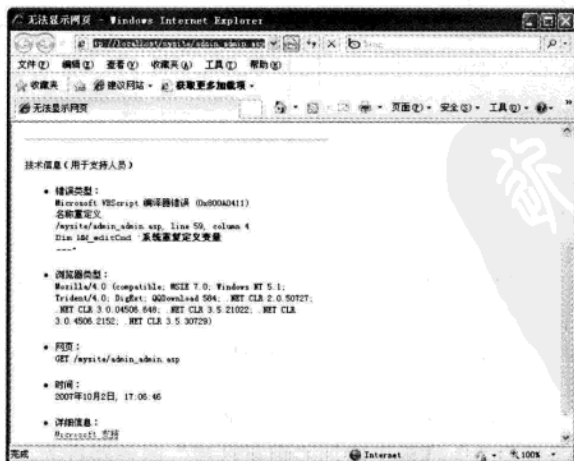 无法显示网页 - Windows Internet Explorer
tp://localhost/mysite/admin_admin.asp
文件(F) 编辑(E) 查看(V) 收藏夹(A) 工具(T) 帮助(H)
收藏夹 建议网站 获取更多加载项
无法显示网页 页面(P) 安全(S) 工具(O)
技术信息(用于支持人员)
• 错误类型:
Microsoft VBScript 编译器错误 (0x800A0411)
名称重定义
/mysite/admin_admin.asp, line 59, column 4
Dim MM_editCmd '系统重复定义变量
---^
• 浏览器类型:
Mozilla/4.0 (compatible; MSIE 7.0; Windows NT 5.1;
Trident/4.0; DigExt; QQDownload 584; .NET CLR 2.0.50727;
.NET CLR 3.0.04506.648; .NET CLR 3.5.21022; .NET CLR
3.0.4506.2152; .NET CLR 3.5.30729)
• 网页:
GET /mysite/admin_admin.asp
• 时间:
2007年10月2日, 17:06:46
• 详细信息:
Microsoft 支持
完成 Internet 100%